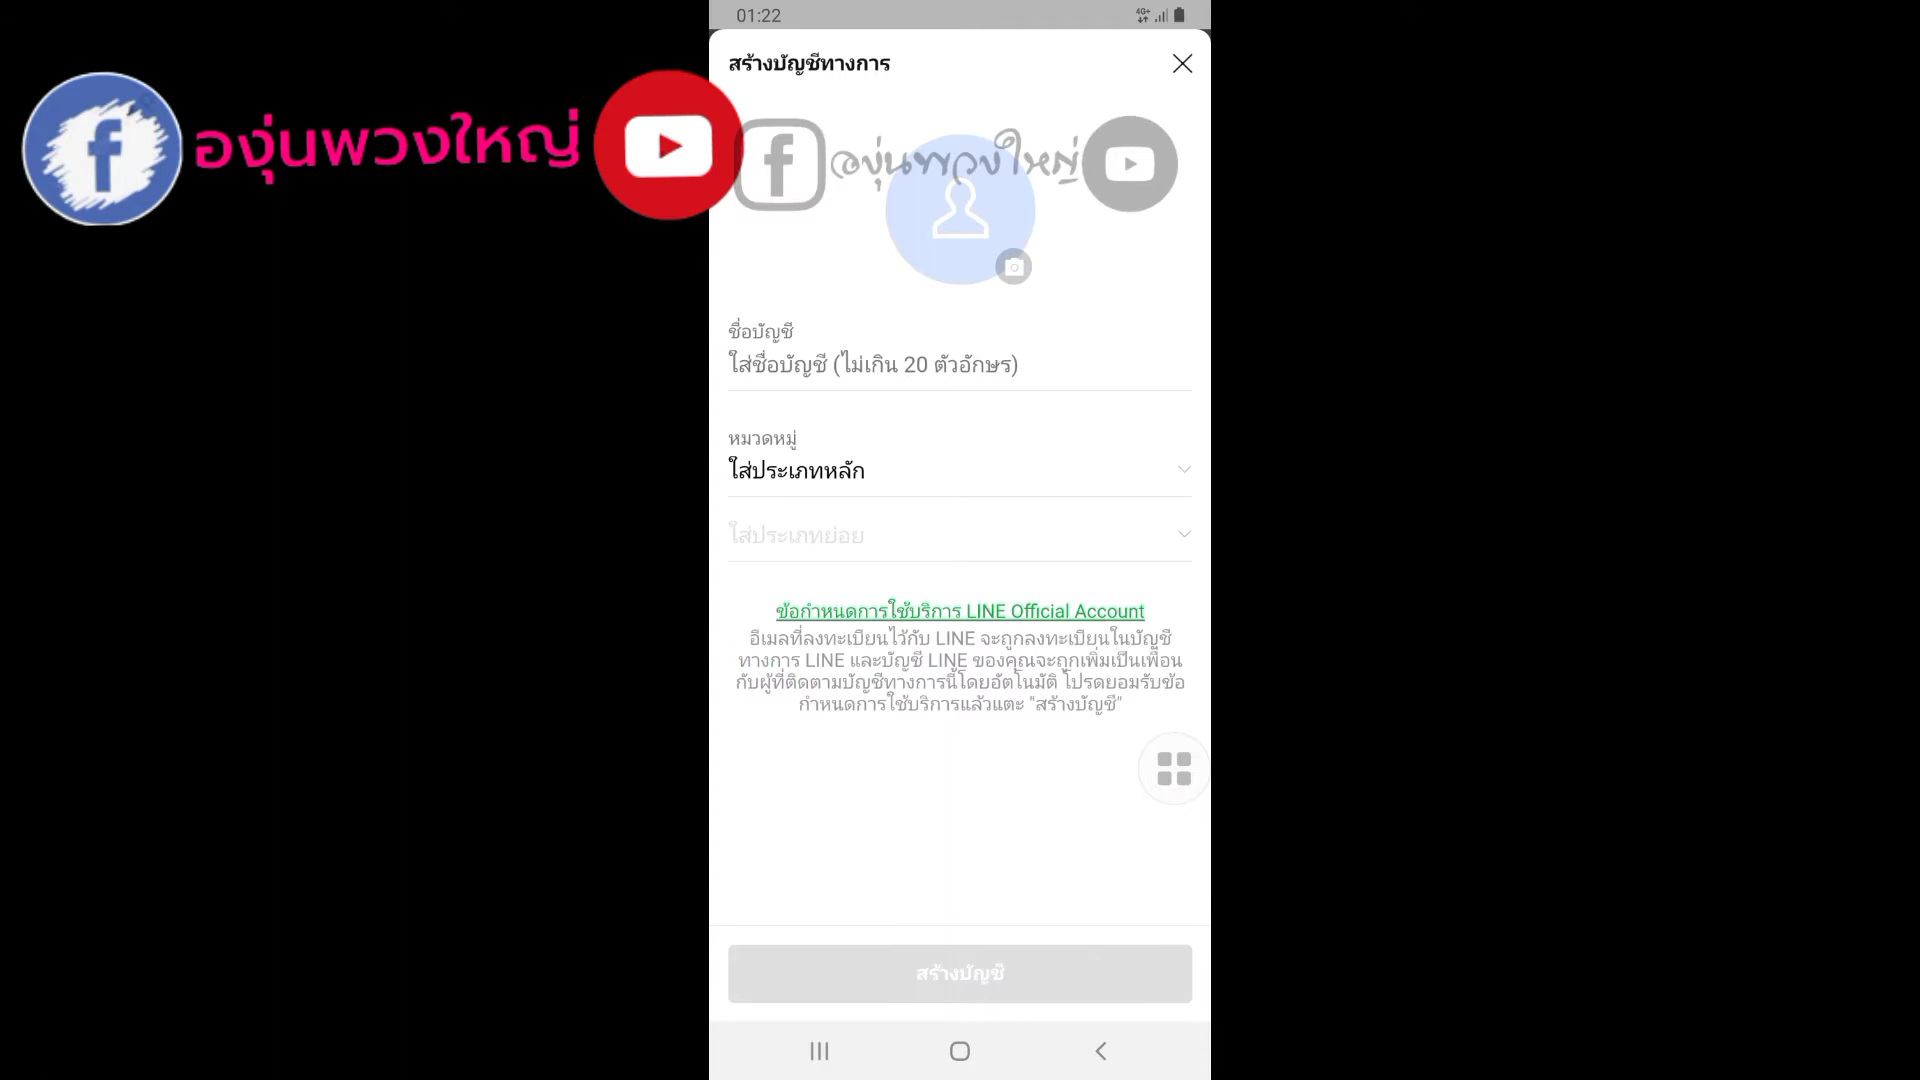 01:22
4G+
สร้างบัญชีทางการ
องุ่นพวงใหญ่
องุ่นพวงใหญ่
ชื่อบัญชี
ใส่ชื่อบัญชี (ไม่เกิน 20 ตัวอักษร)
หมวดหมู่
ใส่ประเภทหลัก
ใส่ประเภทย่อย
ข้อกำหนดการใช้บริการ LINE Official Account
อีเมลที่ลงทะเบียนไว้กับ LINE จะถูกลงทะเบียนในบัญชี
ทางการ LINE และบัญชี LINE ของคุณจะถูกเพิ่มเป็นเพื่อน
กับผู้ที่ติดตามบัญชีทางการนี้โดยอัตโนมัติ โปรดยอมรับข้อ
กำหนดการใช้บริการแล้วแตะ "สร้างบัญชี"
สร้างบัญชี